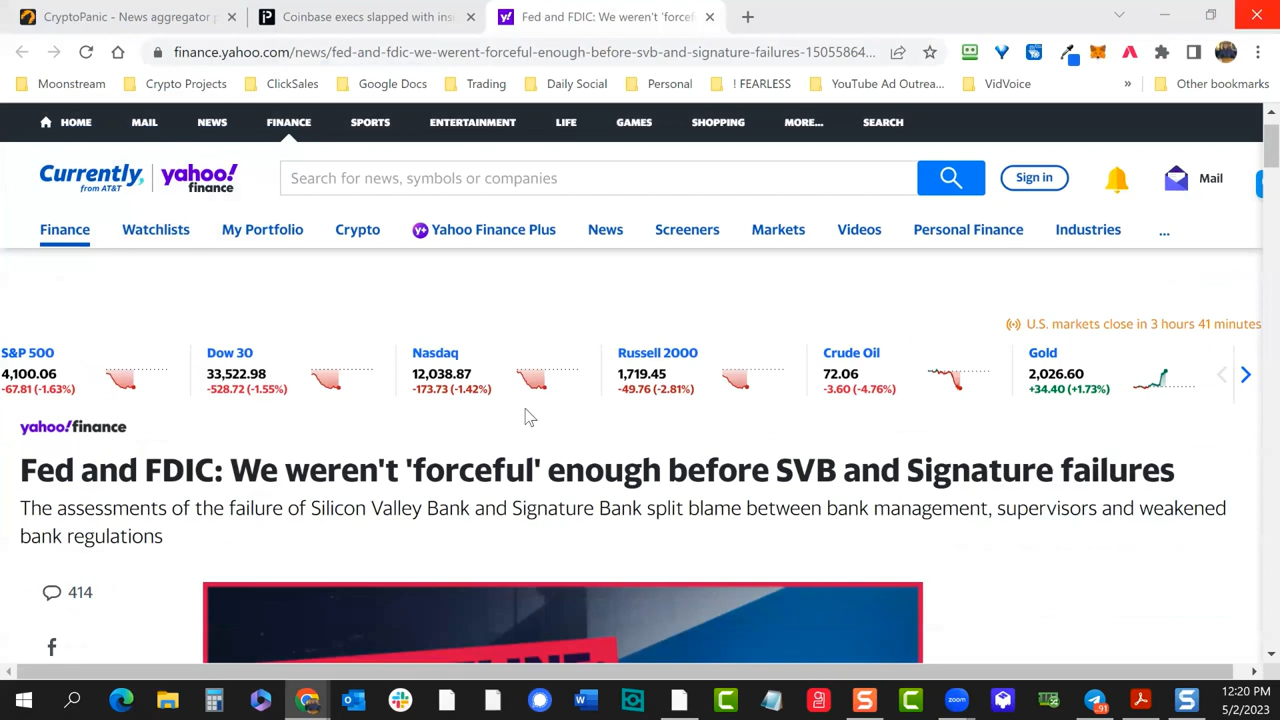 CryptoPanic - News aggregator
Coinbase execs slapped with ins
Fed and FDIC: We weren't 'forcef
finance.yahoo.com/news/fed-and-fdic-we-werent-forceful-enough-before-svb-and-signature-failures-15055864...
Moonstream
Crypto Projects
ClickSales
Google Docs
Trading
Daily Social
Personal
! FEARLESS
YouTube Ad Outrea...
VidVoice
»
Other bookmarks
HOME
MAIL
NEWS
FINANCE
SPORTS
ENTERTAINMENT
LIFE
GAMES
SHOPPING
MORE...
SEARCH
Currently,
from AT&T
yahoo!
finance
Search for news, symbols or companies
Sign in
Mail
Finance
Watchlists
My Portfolio
Crypto
y+ Yahoo Finance Plus
News
Screeners
Markets
Videos
Personal Finance
Industries
...
U.S. markets close in 3 hours 41 minutes
S&P 500
4,100.06
-67.81 (-1.63%)
Dow 30
33,522.98
-528.72 (-1.55%)
Nasdaq
12,038.87
-173.73 (-1.42%)
Russell 2000
1,719.45
-49.76 (-2.81%)
Crude Oil
72.06
-3.60 (-4.76%)
Gold
2,026.60
+34.40 (+1.73%)
yahoo!finance
Fed and FDIC: We weren't 'forceful' enough before SVB and Signature failures
The assessments of the failure of Silicon Valley Bank and Signature Bank split blame between bank management, supervisors and weakened
bank regulations
414
12:20 PM
5/2/2023